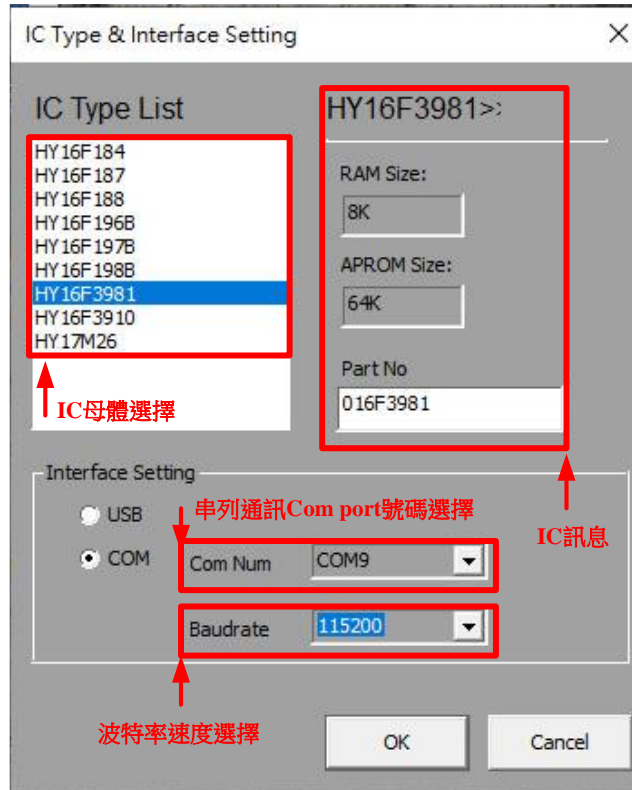 IC Type & Interface Setting
IC Type List
HY16F184
HY16F187
HY16F188
HY16F196B
HY16F197B
HY16F198B
HY16F3981
HY16F3910
HY17M26
IC母體選擇
HY16F3981>:
RAM Size:
8K
APROM Size:
64K
Part No
016F3981
IC訊息
Interface Setting
USB
串列通訊Com port號碼選擇
COM
Com Num
COM9
Baudrate
115200
波特率速度選擇
OK
Cancel